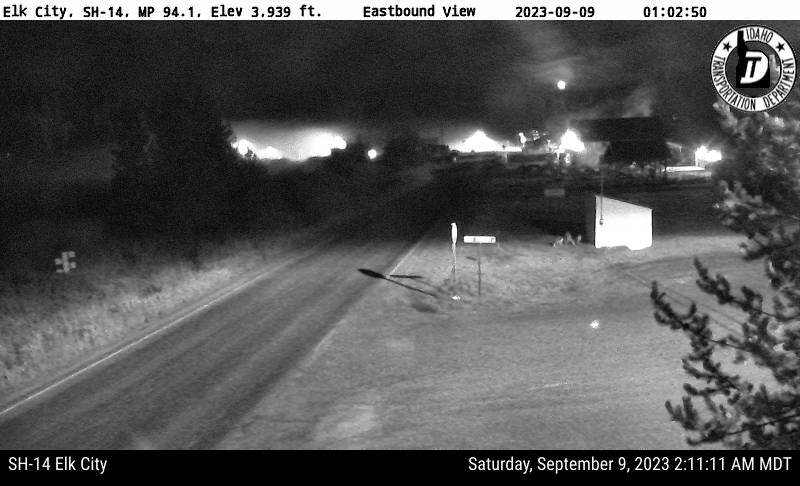 Elk City, SH-14, MP 94.1, Elev 3,939 ft. Eastbound View 2023-09-09 01:02:50
IDAHO
TRANSPORTATION DEPARTMENT
SH-14 Elk City Saturday, September 9, 2023 2:11:11 AM MDT